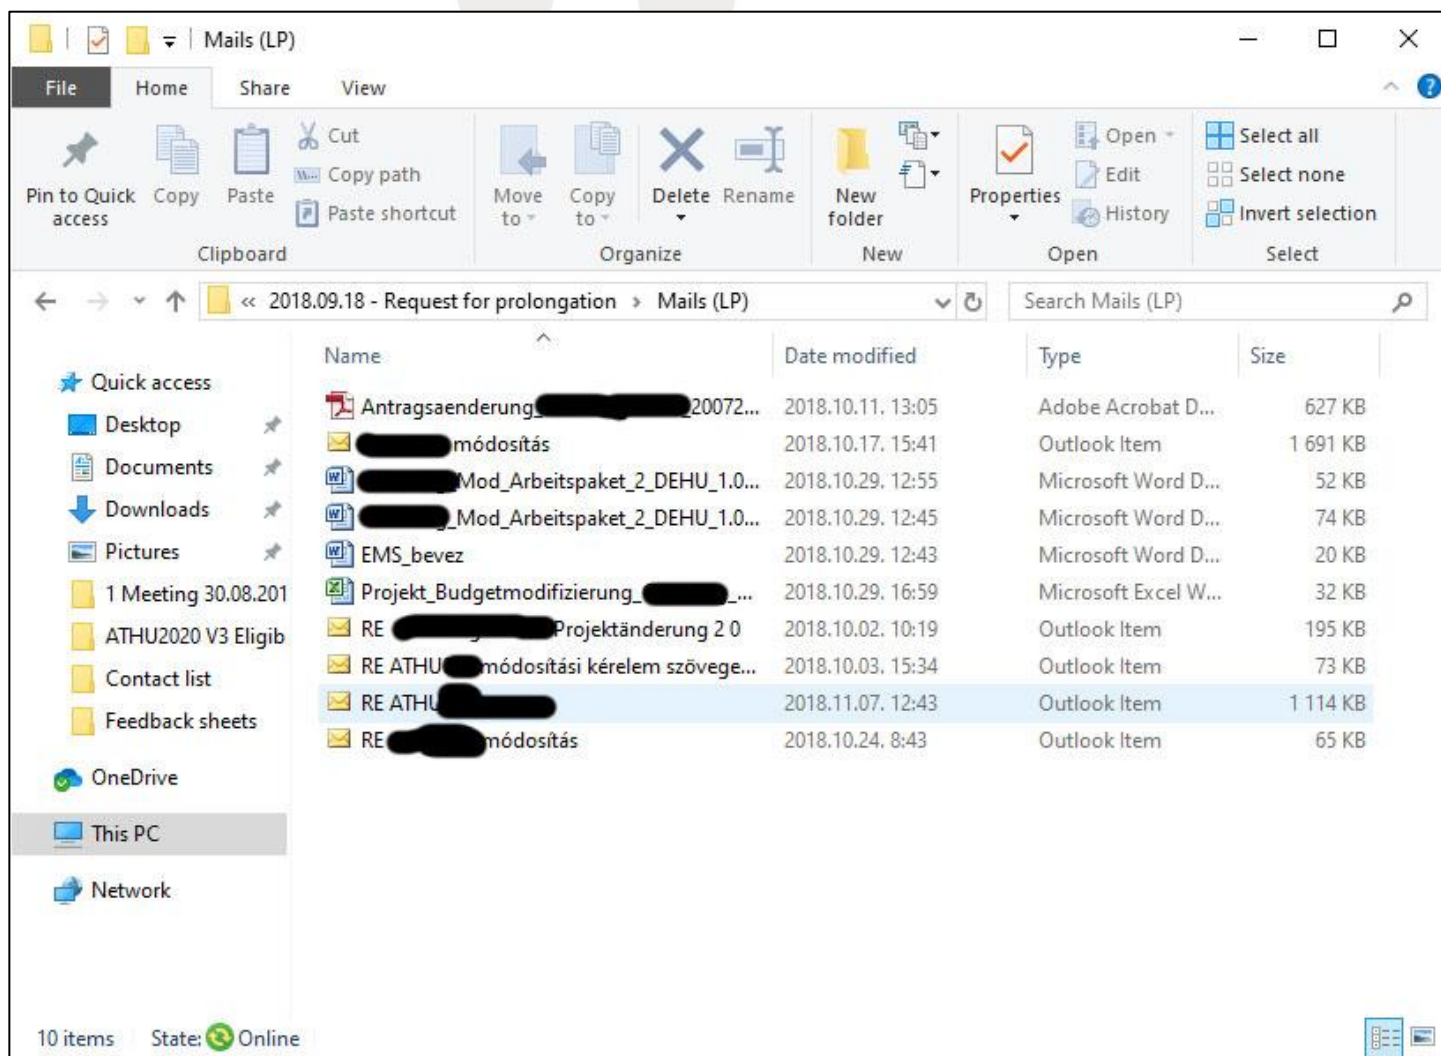 Mails (LP)
File Home Share View
Pin to Quick access Copy Paste
Cut
Copy path
Paste shortcut
Move to Copy to Delete Rename
New folder
Properties
Open
Edit
History
Select all
Select none
Invert selection
Clipboard Organize New Open Select
« 2018.09.18 - Request for prolongation › Mails (LP) Search Mails (LP)
Name Date modified Type Size
Quick access
Desktop
Documents
Downloads
Pictures
1 Meeting 30.08.201
ATHU2020 V3 Eligib
Contact list
Feedback sheets
OneDrive
This PC
Network
Antragsaenderung_ _20072... 2018.10.11. 13:05 Adobe Acrobat D... 627 KB
módosítás 2018.10.17. 15:41 Outlook Item 1 691 KB
_Mod_Arbeitspaket_2_DEHU_1.0... 2018.10.29. 12:55 Microsoft Word D... 52 KB
_Mod_Arbeitspaket_2_DEHU_1.0... 2018.10.29. 12:45 Microsoft Word D... 74 KB
EMS_bevez 2018.10.29. 12:43 Microsoft Word D... 20 KB
Projekt_Budgetmodifizierung_ _... 2018.10.29. 16:59 Microsoft Excel W... 32 KB
RE Projektänderung 2 0 2018.10.02. 10:19 Outlook Item 195 KB
RE ATHU módosítási kérelem szövege... 2018.10.03. 15:34 Outlook Item 73 KB
RE ATHU 2018.11.07. 12:43 Outlook Item 1 114 KB
RE módosítás 2018.10.24. 8:43 Outlook Item 65 KB
10 items State: Online